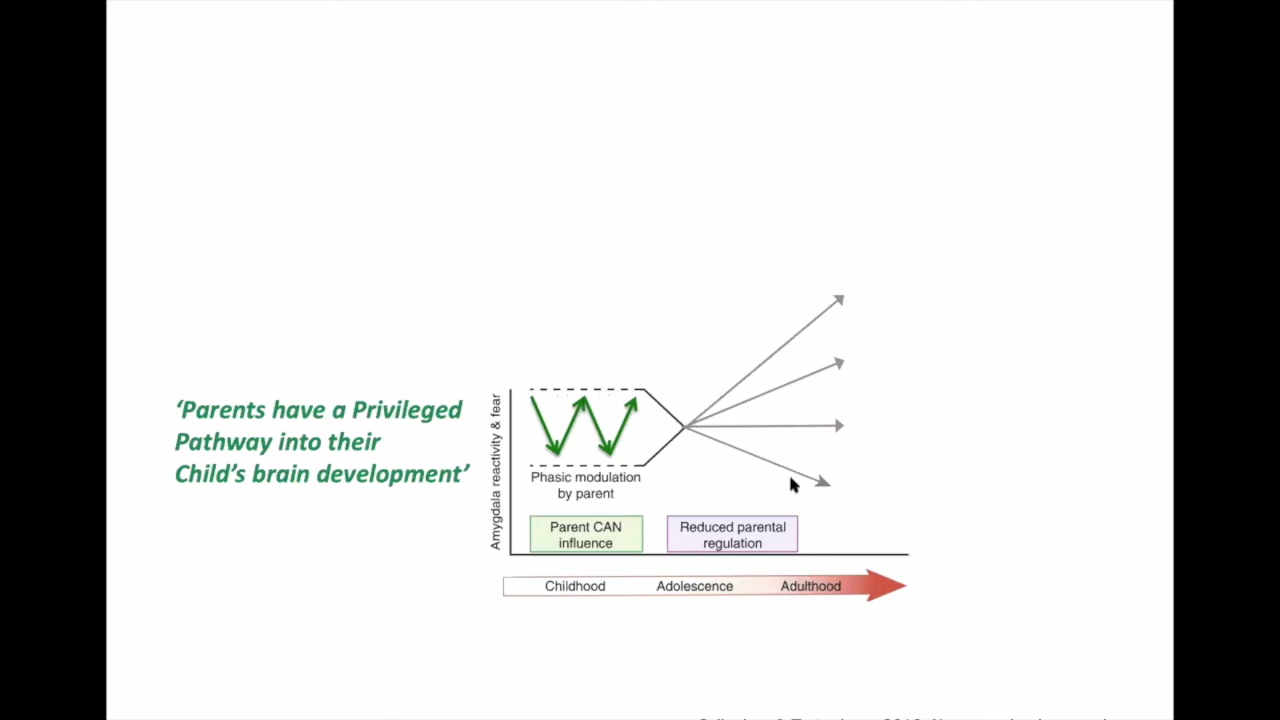 ‘Parents have a Privileged
Pathway into their
Child’s brain development’
Amygdala reactivity & fear
Phasic modulation
by parent
Parent CAN
influence
Reduced parental
regulation
Childhood
Adolescence
Adulthood